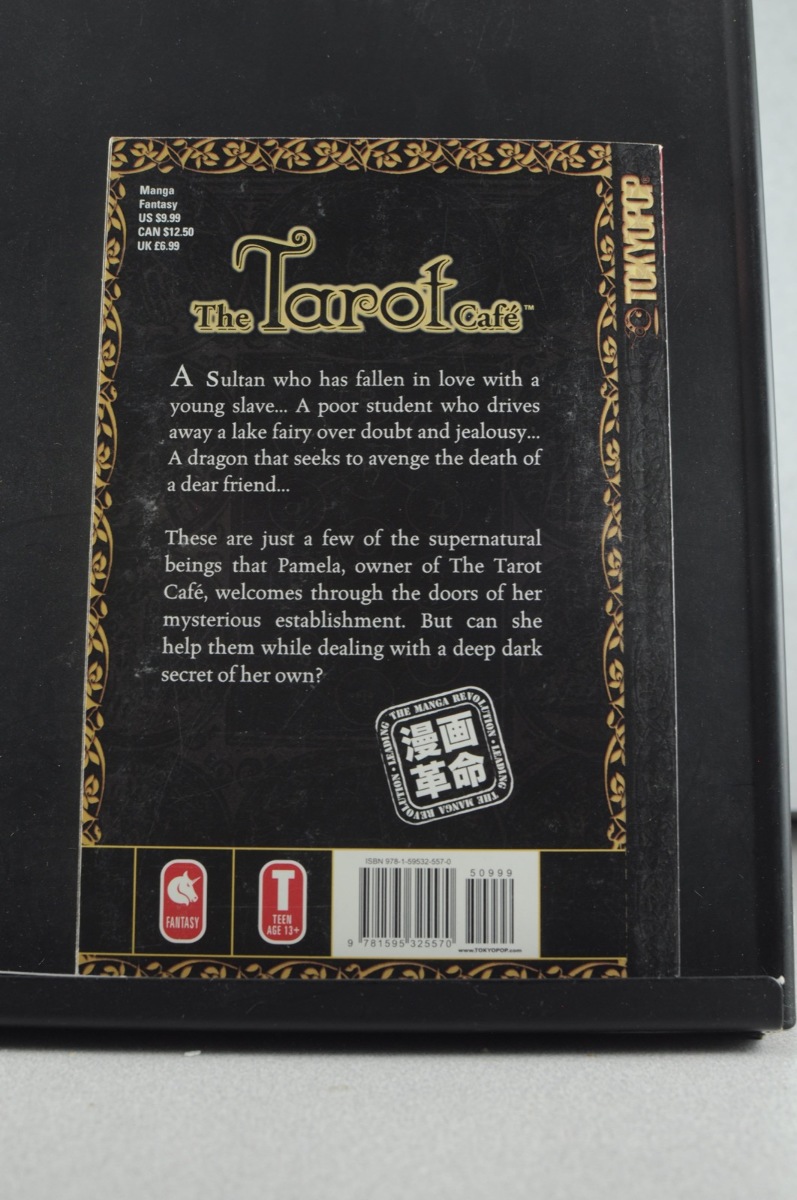 Manga
Fantasy
US $9.99
CAN $12.50
UK £6.99
TOKYOPOP®
The Tarot Café™
A Sultan who has fallen in love with a
young slave... A poor student who drives
away a lake fairy over doubt and jealousy...
A dragon that seeks to avenge the death of
a dear friend...
These are just a few of the supernatural
beings that Pamela, owner of The Tarot
Café, welcomes through the doors of her
mysterious establishment. But can she
help them while dealing with a deep dark
secret of her own?
LEADING • THE MANGA REVOLUTION • LEADING THE MANGA REVOLUTION •
漫画
革命
FANTASY
T
TEEN
AGE 13+
ISBN 978-1-59532-557-0
50999
9 781595 325570
www.TOKYOPOP.com